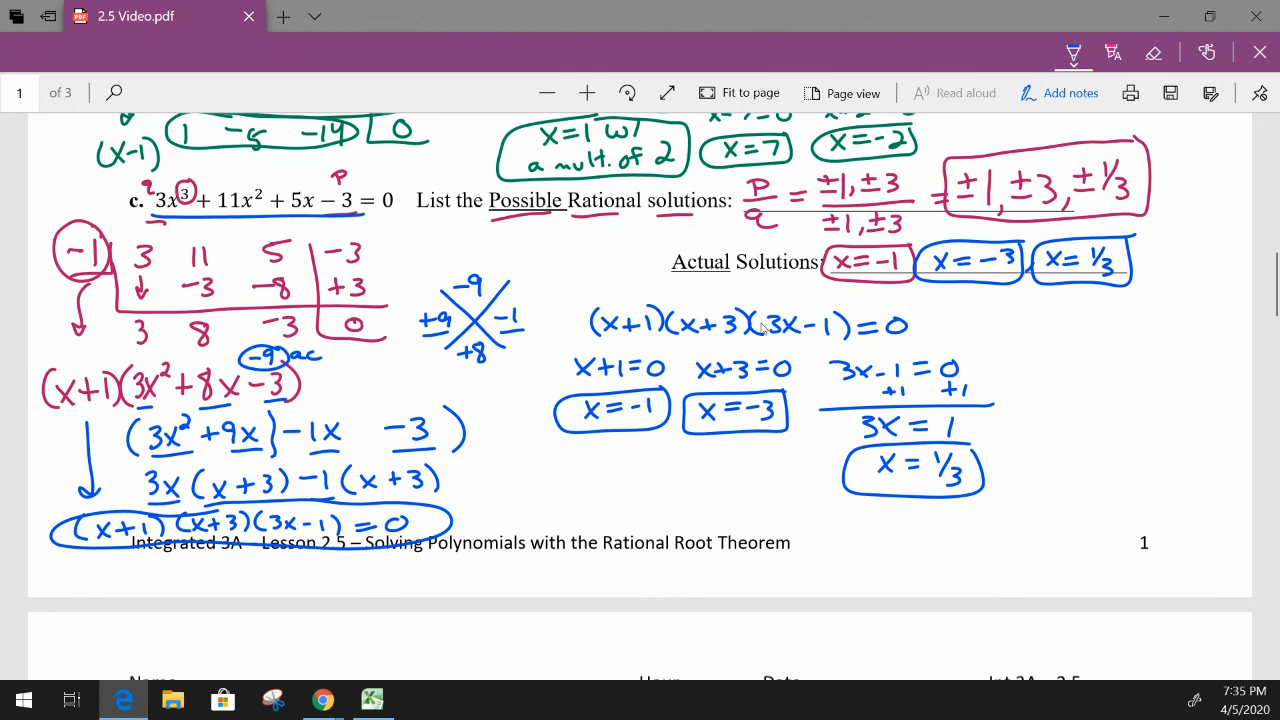 2.5 Video.pdf
1 of 3 Fit to page Page view Read aloud Add notes
1 -5 -14 0
(x-1)
x=1 w/
a mult. of 2
x=7
x=-2
q p
c. 3x³ + 11x² + 5x − 3 = 0 List the Possible Rational solutions: p/q = ±1, ±3 / ±1, ±3 = ±1, ±3, ±1/3
Actual Solutions: x=-1 x=-3, x=1/3
-1 3 11 5 -3
↓ -3 -8 +3
3 8 -3 0
-9
+9 -1
+8
-9 ac
(x+1)(3x²+8x-3)
(3x²+9x)-1x -3)
3x(x+3)-1(x+3)
(x+1)(x+3)(3x-1)=0
(x+1)(x+3)(3x-1)=0
x+1=0 x+3=0 3x-1=0
+1 +1
x=-1 x=-3 3x = 1
x = 1/3
Integrated 3A – Lesson 2.5 – Solving Polynomials with the Rational Root Theorem 1
7:35 PM
4/5/2020